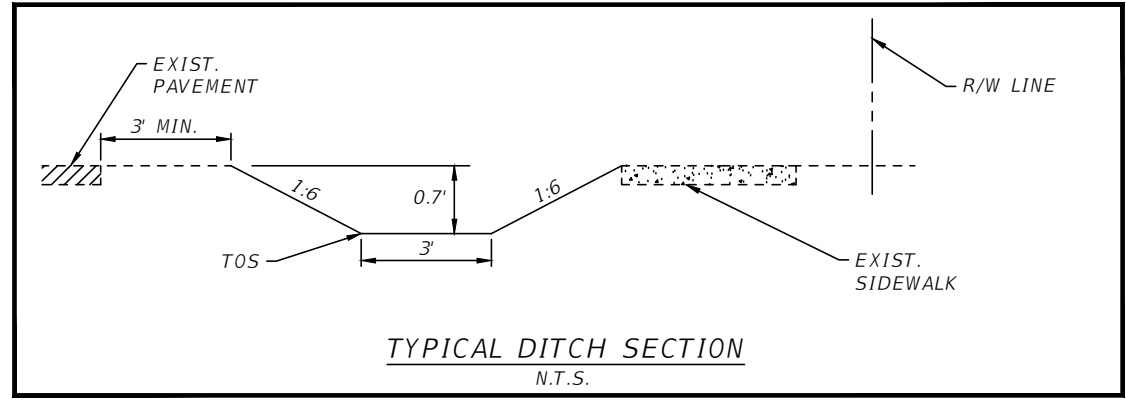 EXIST.
PAVEMENT
3' MIN.
R/W LINE
1:6
0.7'
1:6
3'
TOS
EXIST.
SIDEWALK
TYPICAL DITCH SECTION
N.T.S.